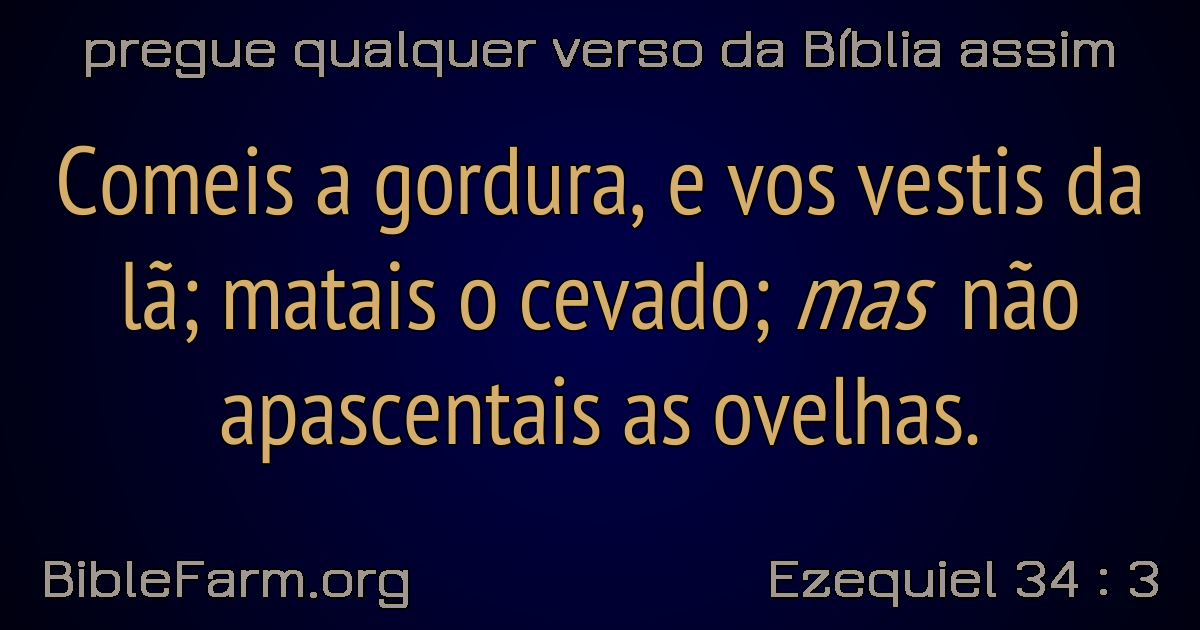 pregue qualquer verso da Bíblia assim
Comeis a gordura, e vos vestis da
lã; matais o cevado; mas não
apascentais as ovelhas.
BibleFarm.org
Ezequiel 34 : 3